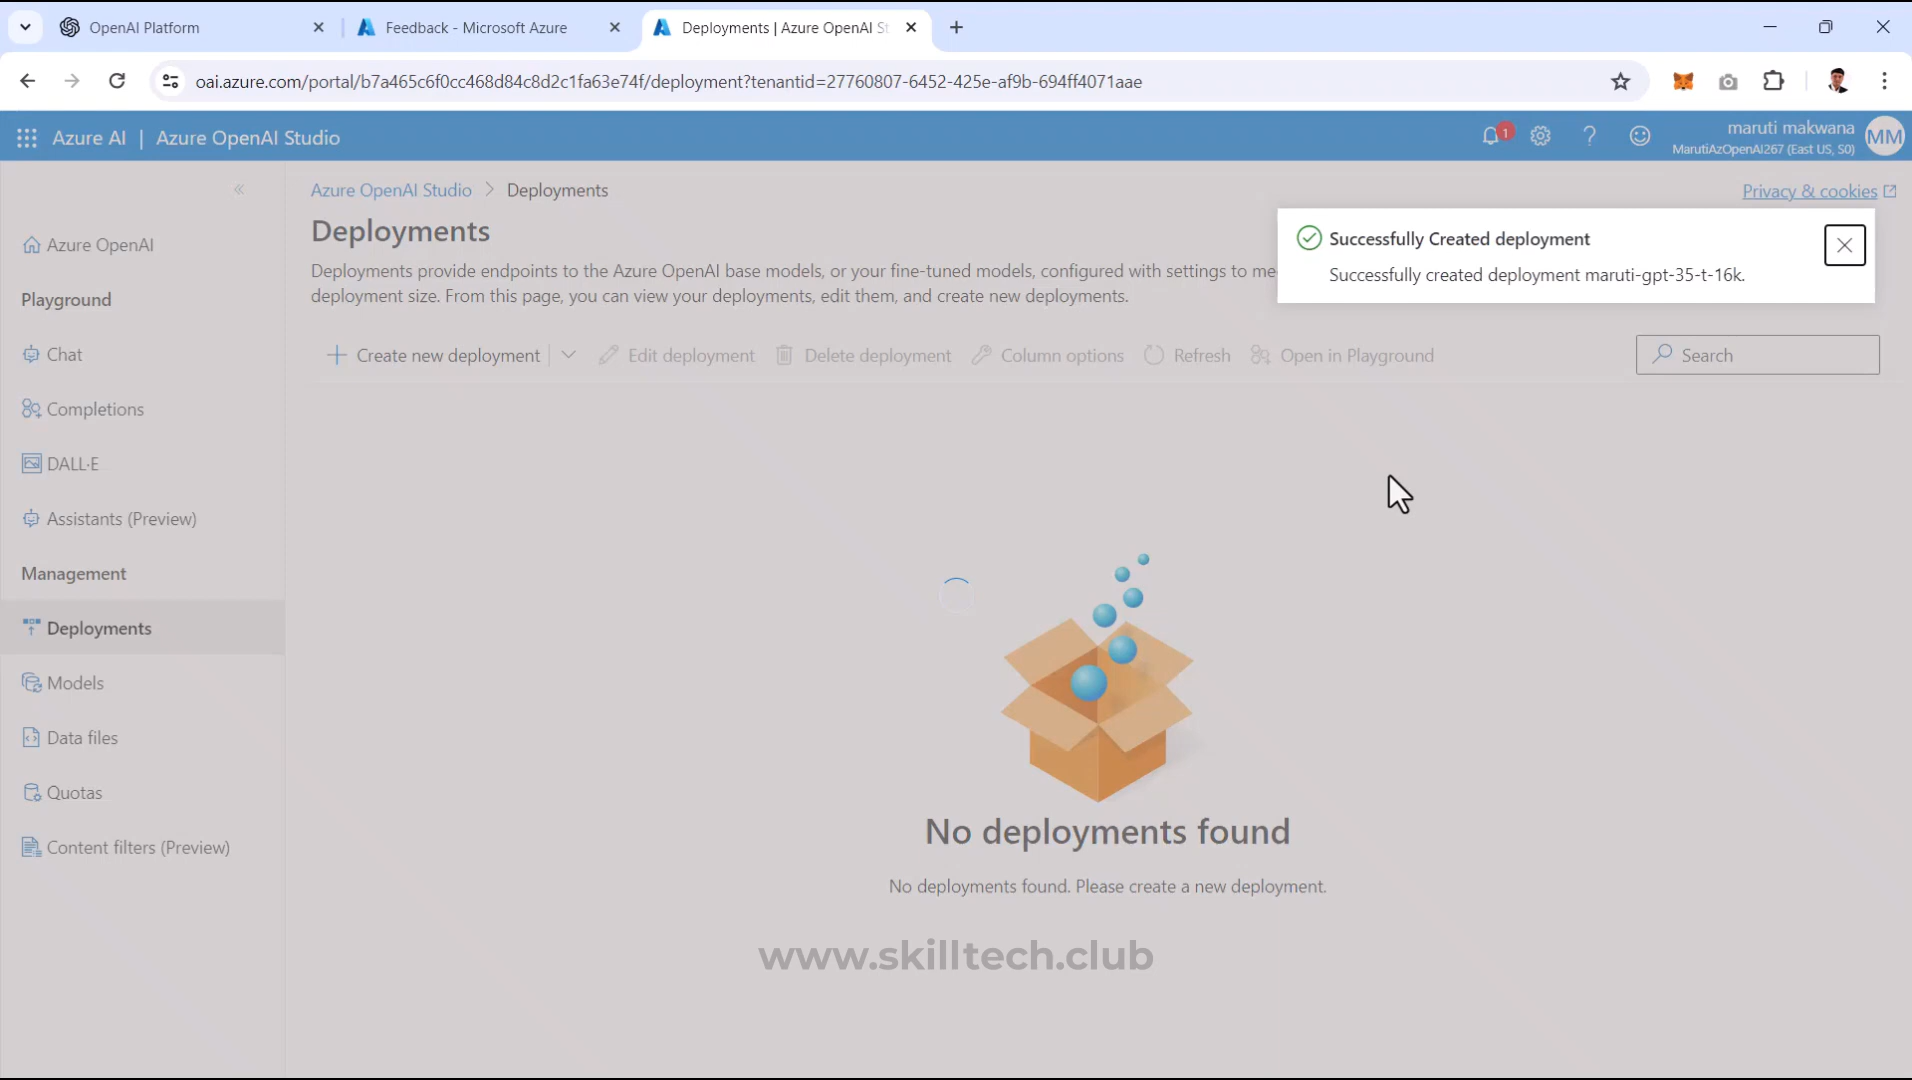 OpenAI Platform
Feedback - Microsoft Azure
Deployments | Azure OpenAI St
oai.azure.com/portal/b7a465c6f0cc468d84c8d2c1fa63e74f/deployment?tenantid=27760807-6452-425e-af9b-694ff4071aae
Azure AI | Azure OpenAI Studio
1
maruti makwana
MarutiAzOpenAI267 (East US, S0)
MM
Azure OpenAI Studio > Deployments
Privacy & cookies
Deployments
Deployments provide endpoints to the Azure OpenAI base models, or your fine-tuned models, configured with settings to me
deployment size. From this page, you can view your deployments, edit them, and create new deployments.
Successfully Created deployment
Successfully created deployment maruti-gpt-35-t-16k.
Create new deployment
Edit deployment
Delete deployment
Column options
Refresh
Open in Playground
Search
Azure OpenAI
Playground
Chat
Completions
DALL·E
Assistants (Preview)
Management
Deployments
Models
Data files
Quotas
Content filters (Preview)
No deployments found
No deployments found. Please create a new deployment.
www.skilltech.club